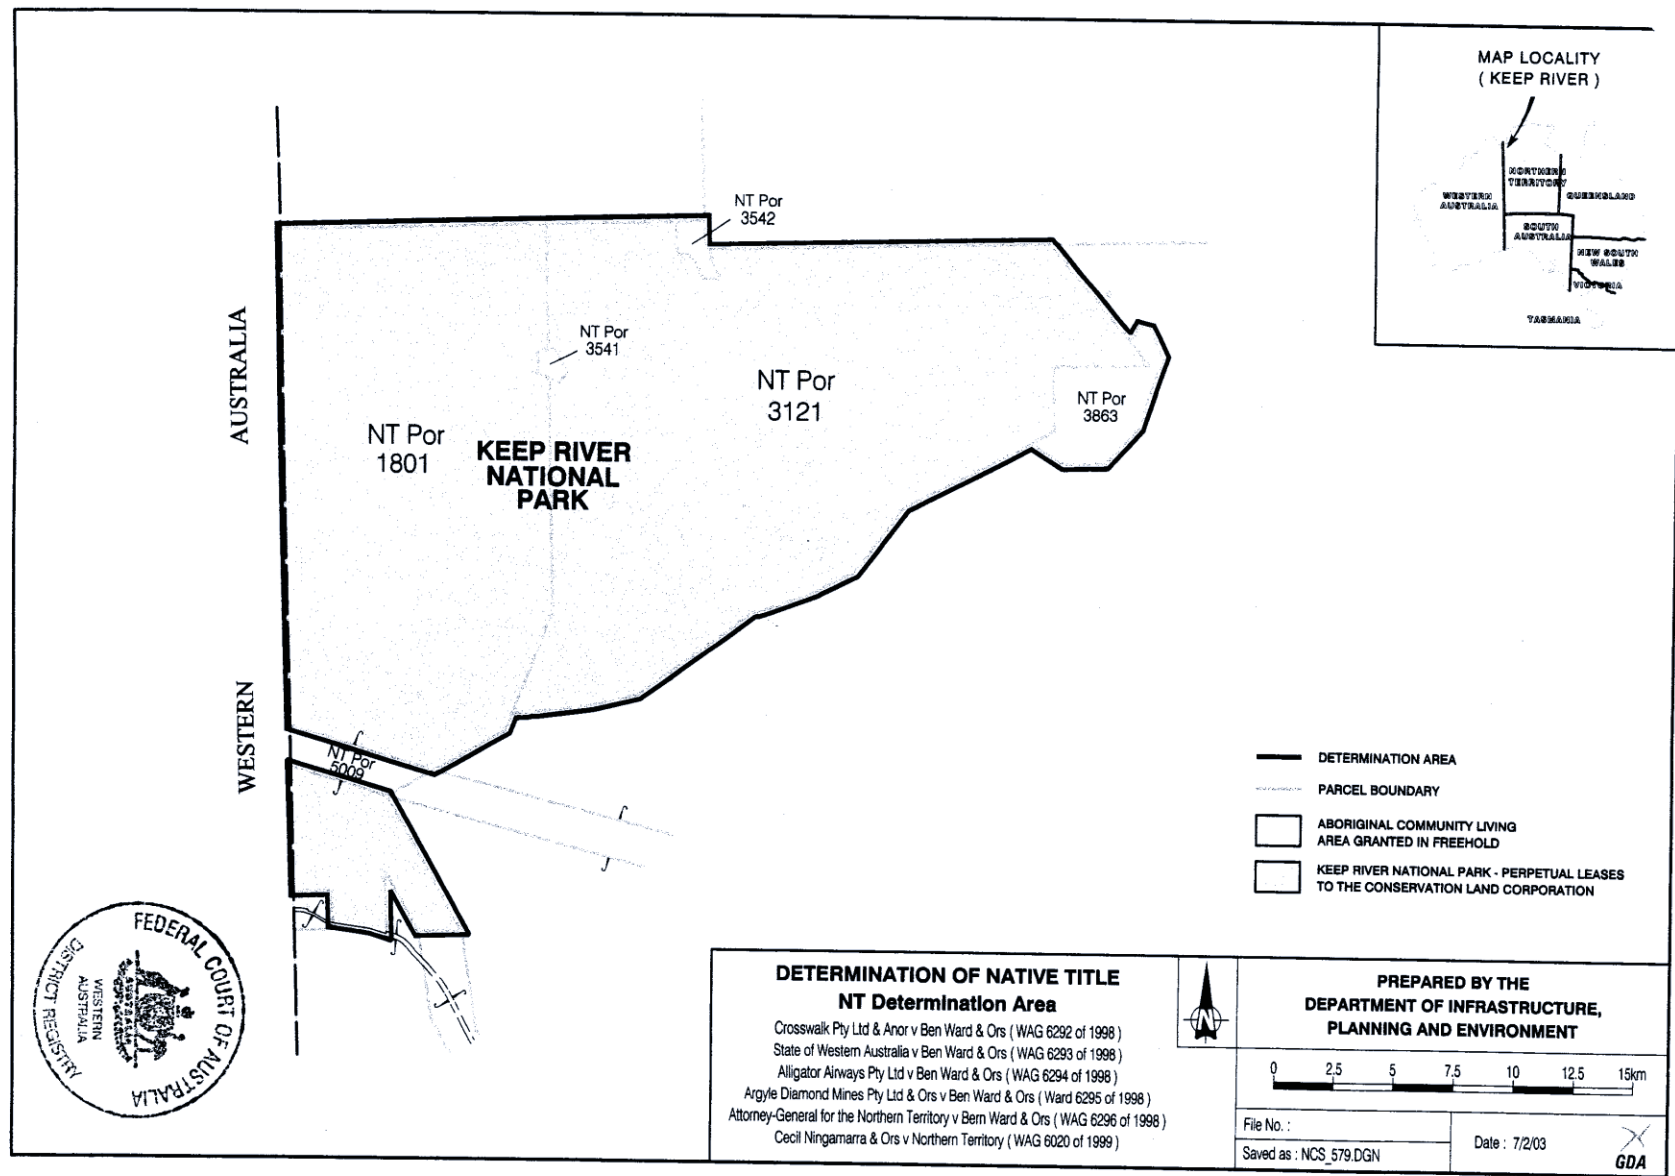 MAP LOCALITY
( KEEP RIVER )
NORTHERN
TERRITORY
WESTERN
AUSTRALIA
QUEENSLAND
SOUTH
AUSTRALIA
NEW SOUTH
WALES
VICTORIA
TASMANIA
NT Por
3542
NT Por
3541
NT Por
3121
NT Por
3863
NT Por
1801
KEEP RIVER
NATIONAL
PARK
WESTERN AUSTRALIA
NT Por
5009
DETERMINATION AREA
PARCEL BOUNDARY
ABORIGINAL COMMUNITY LIVING
AREA GRANTED IN FREEHOLD
KEEP RIVER NATIONAL PARK - PERPETUAL LEASES
TO THE CONSERVATION LAND CORPORATION
FEDERAL COURT OF AUSTRALIA
WESTERN
AUSTRALIA
DISTRICT REGISTRY
DETERMINATION OF NATIVE TITLE
NT Determination Area
Crosswalk Pty Ltd & Anor v Ben Ward & Ors ( WAG 6292 of 1998 )
State of Western Australia v Ben Ward & Ors ( WAG 6293 of 1998 )
Alligator Airways Pty Ltd v Ben Ward & Ors ( WAG 6294 of 1998 )
Argyle Diamond Mines Pty Ltd & Ors v Ben Ward & Ors ( Ward 6295 of 1998 )
Attorney-General for the Northern Territory v Bern Ward & Ors ( WAG 6296 of 1998 )
Cecil Ningamarra & Ors v Northern Territory ( WAG 6020 of 1999 )
N
PREPARED BY THE
DEPARTMENT OF INFRASTRUCTURE,
PLANNING AND ENVIRONMENT
0 2.5 5 7.5 10 12.5 15km
File No. :
Saved as : NCS_579.DGN
Date : 7/2/03
GDA